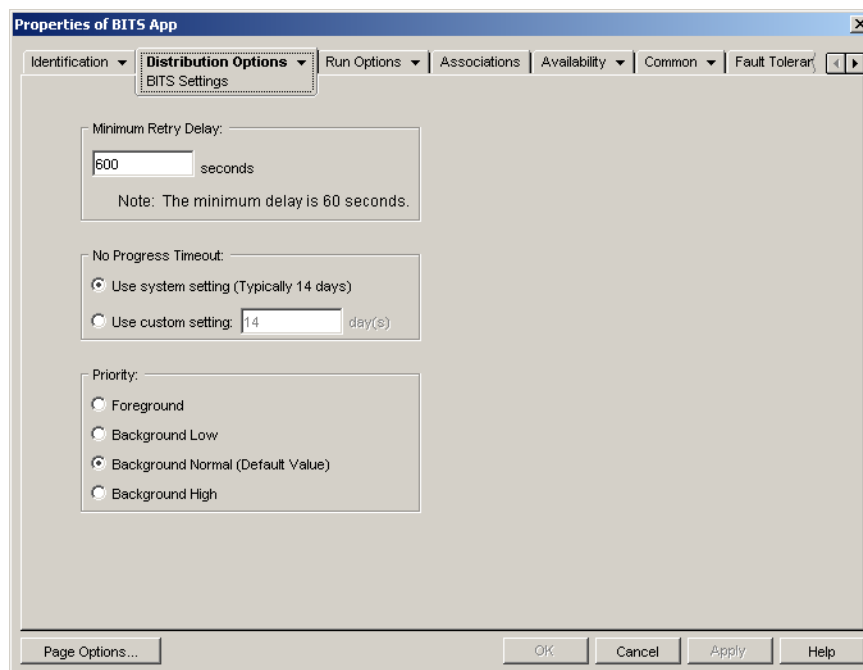 Properties of BITS App
Identification Distribution Options Run Options Associations Availability Common Fault Toleran
BITS Settings
Minimum Retry Delay:
600 seconds
Note: The minimum delay is 60 seconds.
No Progress Timeout:
Use system setting (Typically 14 days)
Use custom setting: 14 day(s)
Priority:
Foreground
Background Low
Background Normal (Default Value)
Background High
Page Options... OK Cancel Apply Help